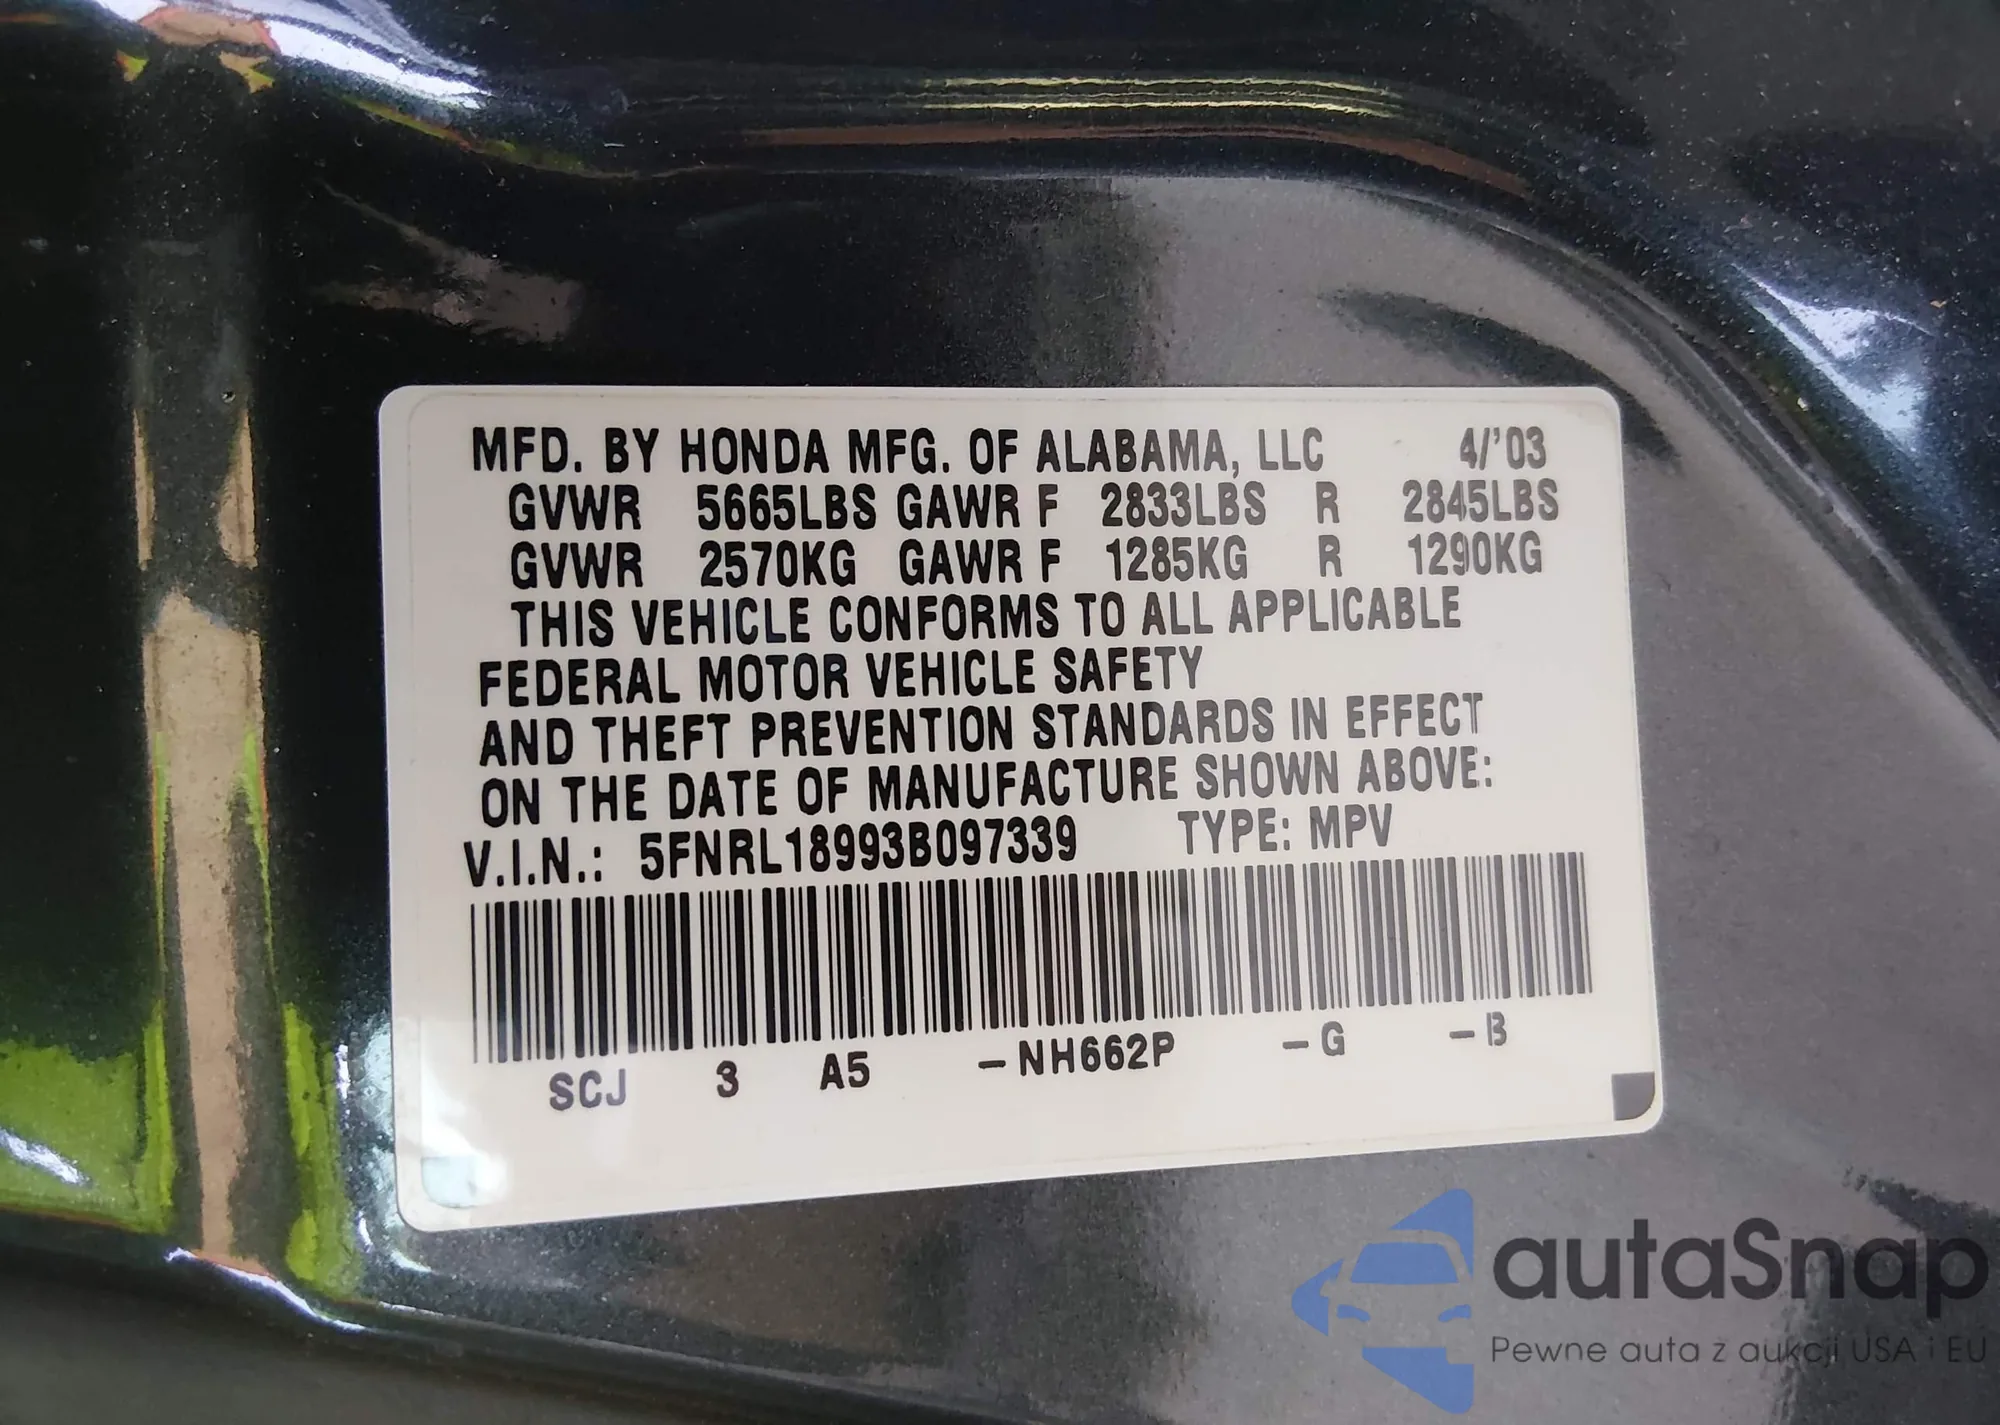 MFD. BY HONDA MFG. OF ALABAMA, LLC 4/'03
GVWR 5665LBS GAWR F 2833LBS R 2845LBS
GVWR 2570KG GAWR F 1285KG R 1290KG
THIS VEHICLE CONFORMS TO ALL APPLICABLE
FEDERAL MOTOR VEHICLE SAFETY
AND THEFT PREVENTION STANDARDS IN EFFECT
ON THE DATE OF MANUFACTURE SHOWN ABOVE:
V.I.N.: 5FNRL18993B097339 TYPE: MPV
SCJ 3 A5 -NH662P -G -B
autaSnap
Pewne auta z aukcji USA i EU